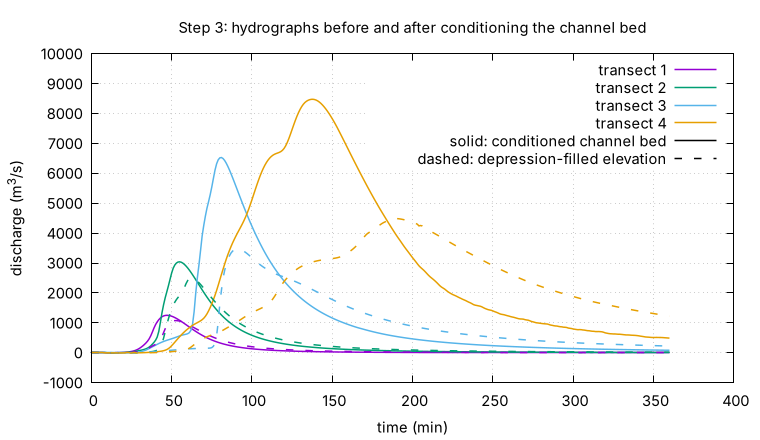 Step 3: hydrographs before and after conditioning the channel bed
10000
9000
8000
7000
6000
5000
4000
3000
2000
1000
0
-1000
discharge (m³/s)
transect 1
transect 2
transect 3
transect 4
solid: conditioned channel bed
dashed: depression-filled elevation
0 50 100 150 200 250 300 350 400
time (min)